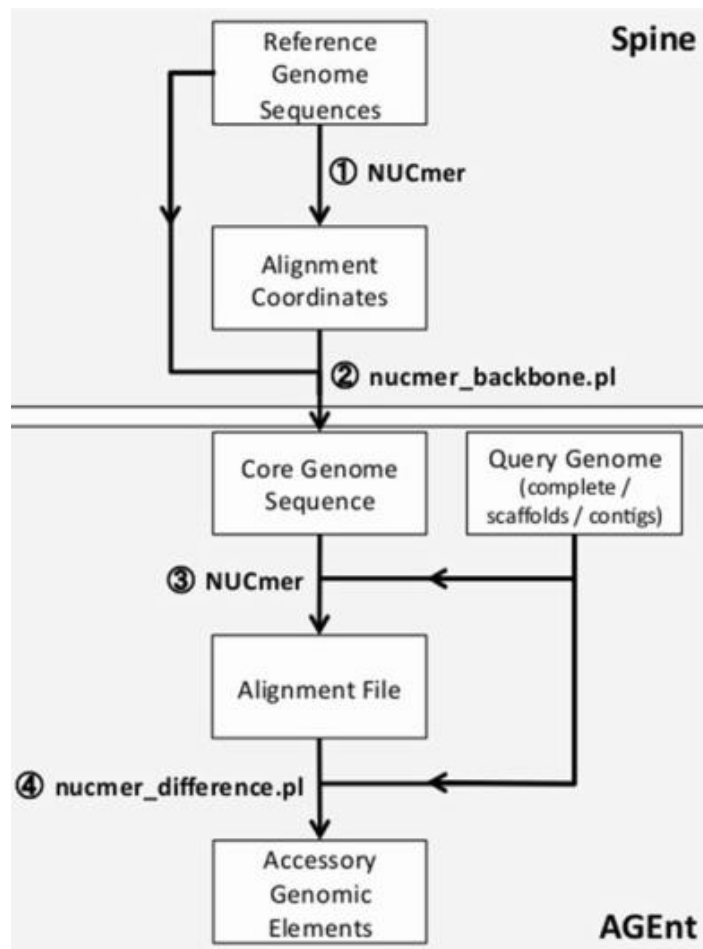 Spine
Reference
Genome
Sequences
① NUCmer
Alignment
Coordinates
② nucmer_backbone.pl
Core Genome
Sequence
Query Genome
(complete /
scaffolds / contigs)
③ NUCmer
Alignment File
④ nucmer_difference.pl
Accessory
Genomic
Elements
AGEnt